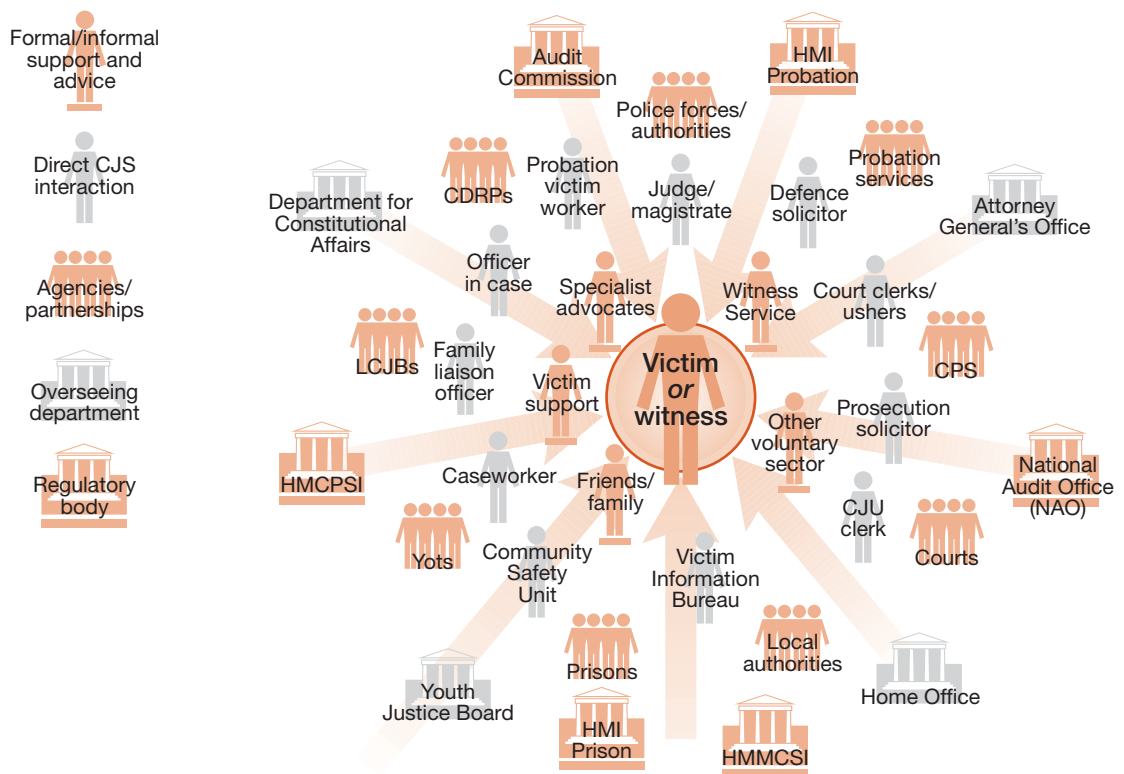 Formal/informal
support and
advice
Direct CJS
interaction
Agencies/
partnerships
Overseeing
department
Regulatory
body
Audit
Commission
HMI
Probation
Police forces/
authorities
CDRPs
Probation
victim
worker
Judge/
magistrate
Defence
solicitor
Probation
services
Department for
Constitutional
Affairs
Attorney
General's Office
Officer
in case
Specialist
advocates
Witness
Service
Court clerks/
ushers
LCJBs
Family
liaison
officer
Victim
support
Victim
or
witness
CPS
Other
voluntary
sector
Prosecution
solicitor
HMCPSI
Caseworker
Friends/
family
National
Audit Office
(NAO)
CJU
clerk
Courts
Yots
Community
Safety
Unit
Victim
Information
Bureau
Prisons
Local
authorities
Youth
Justice Board
Home Office
HMI
Prison
HMMCSI